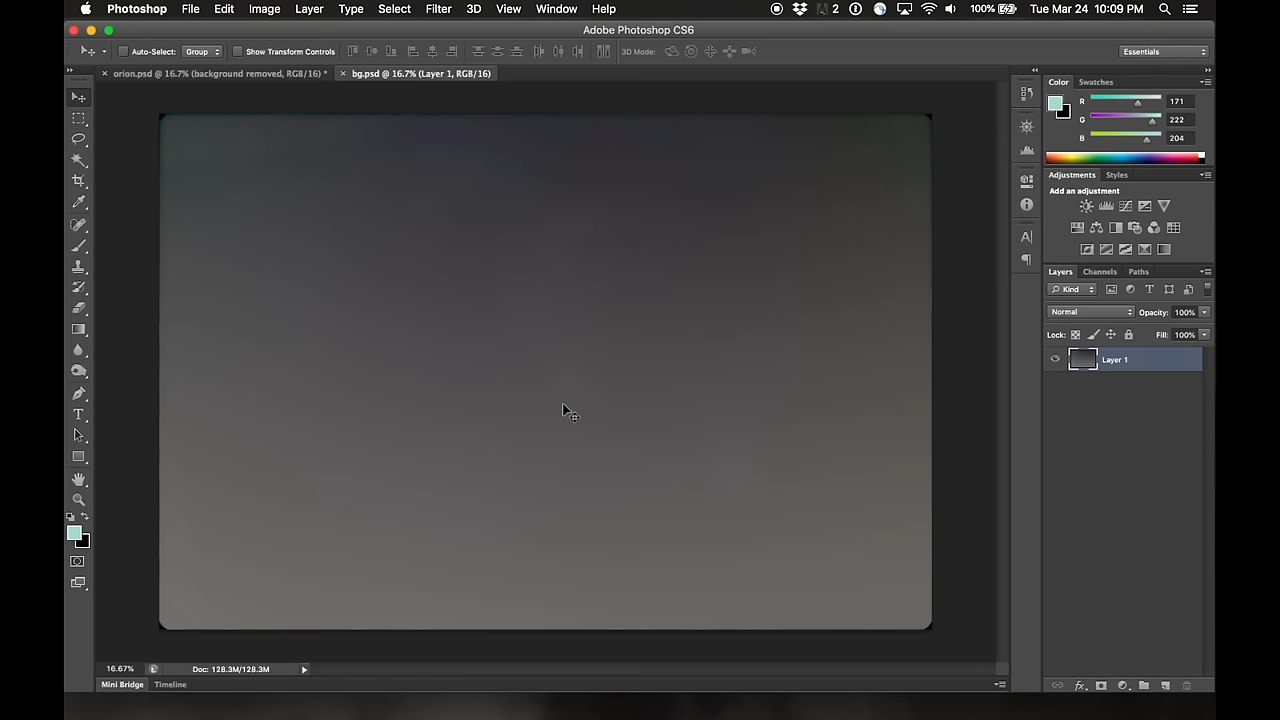 Photoshop File Edit Image Layer Type Select Filter 3D View Window Help 2 100% Tue Mar 24 10:09 PM
Adobe Photoshop CS6
Auto-Select: Group Show Transform Controls 3D Mode: Essentials
orion.psd @ 16.7% (background removed, RGB/16) * bg.psd @ 16.7% (Layer 1, RGB/16)
Color Swatches
R 171
G 222
B 204
Adjustments Styles
Add an adjustment
Layers Channels Paths
Kind
Normal Opacity: 100%
Lock: Fill: 100%
Layer 1
16.67% Doc: 128.3M/128.3M
Mini Bridge Timeline